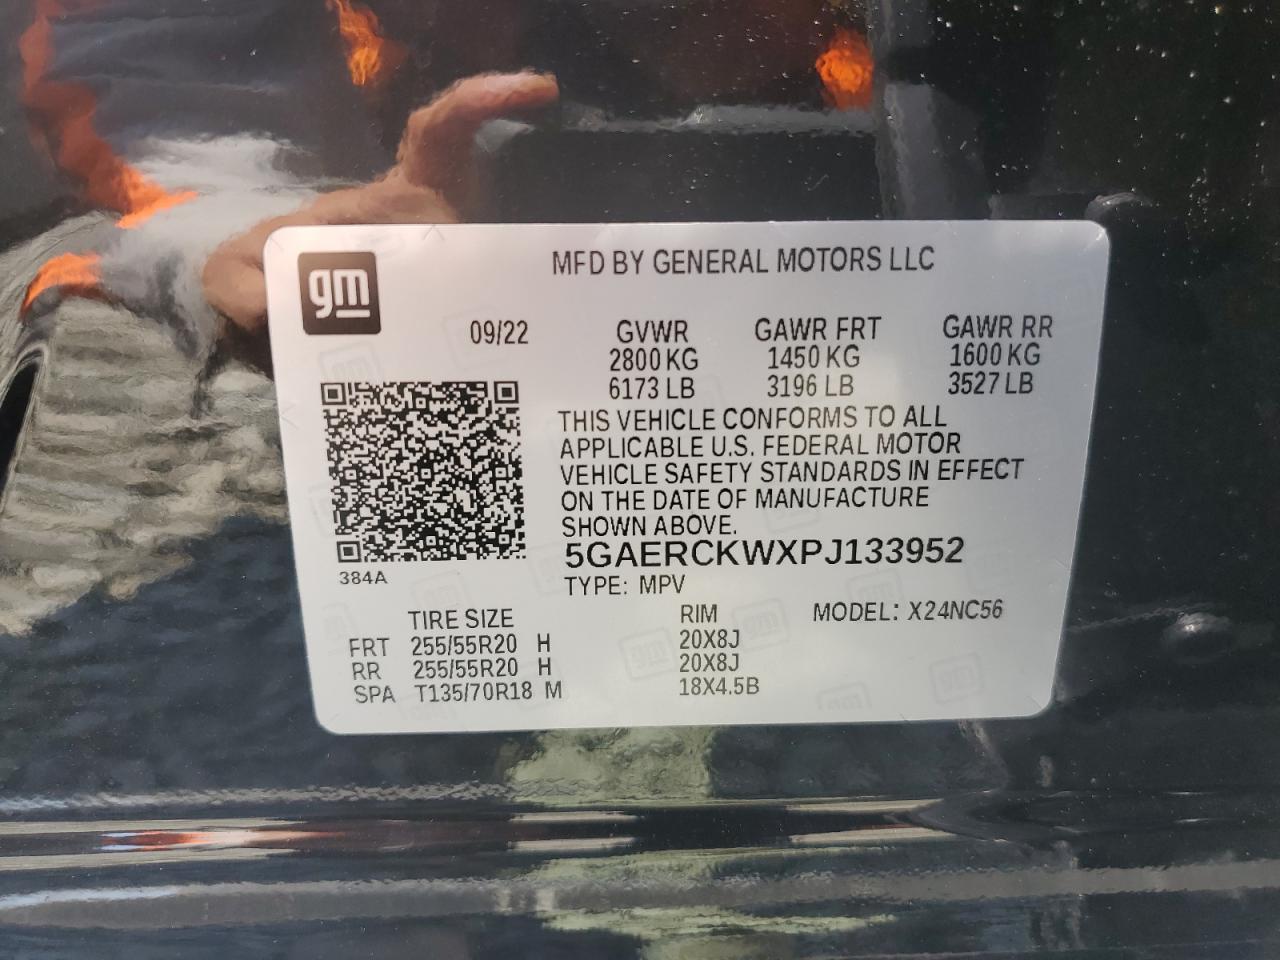 gm
MFD BY GENERAL MOTORS LLC
09/22 GVWR GAWR FRT GAWR RR
2800 KG 1450 KG 1600 KG
6173 LB 3196 LB 3527 LB
THIS VEHICLE CONFORMS TO ALL
APPLICABLE U.S. FEDERAL MOTOR
VEHICLE SAFETY STANDARDS IN EFFECT
ON THE DATE OF MANUFACTURE
SHOWN ABOVE.
5GAERCKWXPJ133952
384A
TYPE: MPV
TIRE SIZE RIM MODEL: X24NC56
FRT 255/55R20 H 20X8J
RR 255/55R20 H 20X8J
SPA T135/70R18 M 18X4.5B